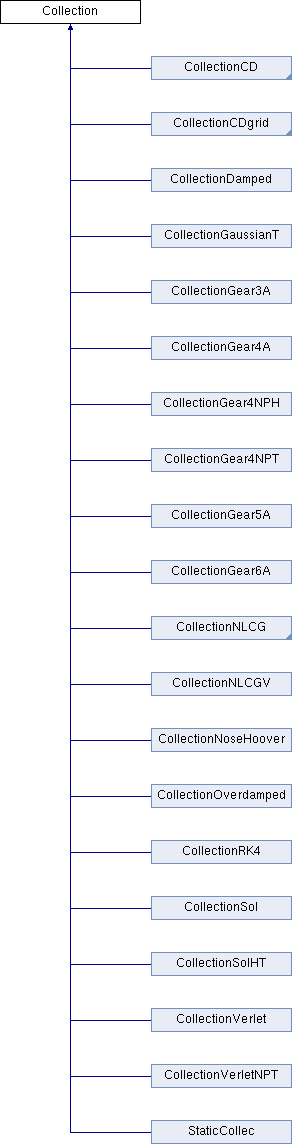 Collection
CollectionCD
CollectionCDgrid
CollectionDamped
CollectionGaussianT
CollectionGear3A
CollectionGear4A
CollectionGear4NPH
CollectionGear4NPT
CollectionGear5A
CollectionGear6A
CollectionNLCG
CollectionNLCGV
CollectionNoseHoover
CollectionOverdamped
CollectionRK4
CollectionSol
CollectionSolHT
CollectionVerlet
CollectionVerletNPT
StaticCollec